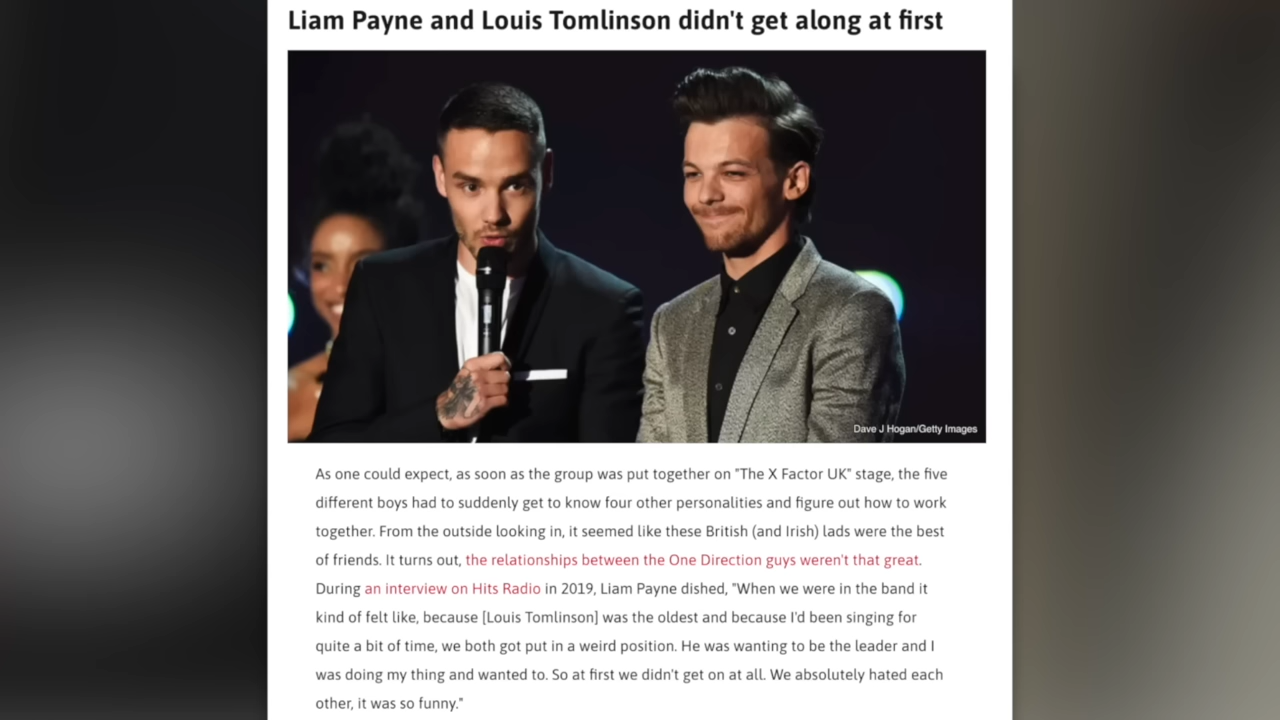 Liam Payne and Louis Tomlinson didn't get along at first
Dave J Hogan/Getty Images
As one could expect, as soon as the group was put together on "The X Factor UK" stage, the five
different boys had to suddenly get to know four other personalities and figure out how to work
together. From the outside looking in, it seemed like these British (and Irish) lads were the best
of friends. It turns out, the relationships between the One Direction guys weren't that great.
During an interview on Hits Radio in 2019, Liam Payne dished, "When we were in the band it
kind of felt like, because [Louis Tomlinson] was the oldest and because I'd been singing for
quite a bit of time, we both got put in a weird position. He was wanting to be the leader and I
was doing my thing and wanted to. So at first we didn't get on at all. We absolutely hated each
other, it was so funny."